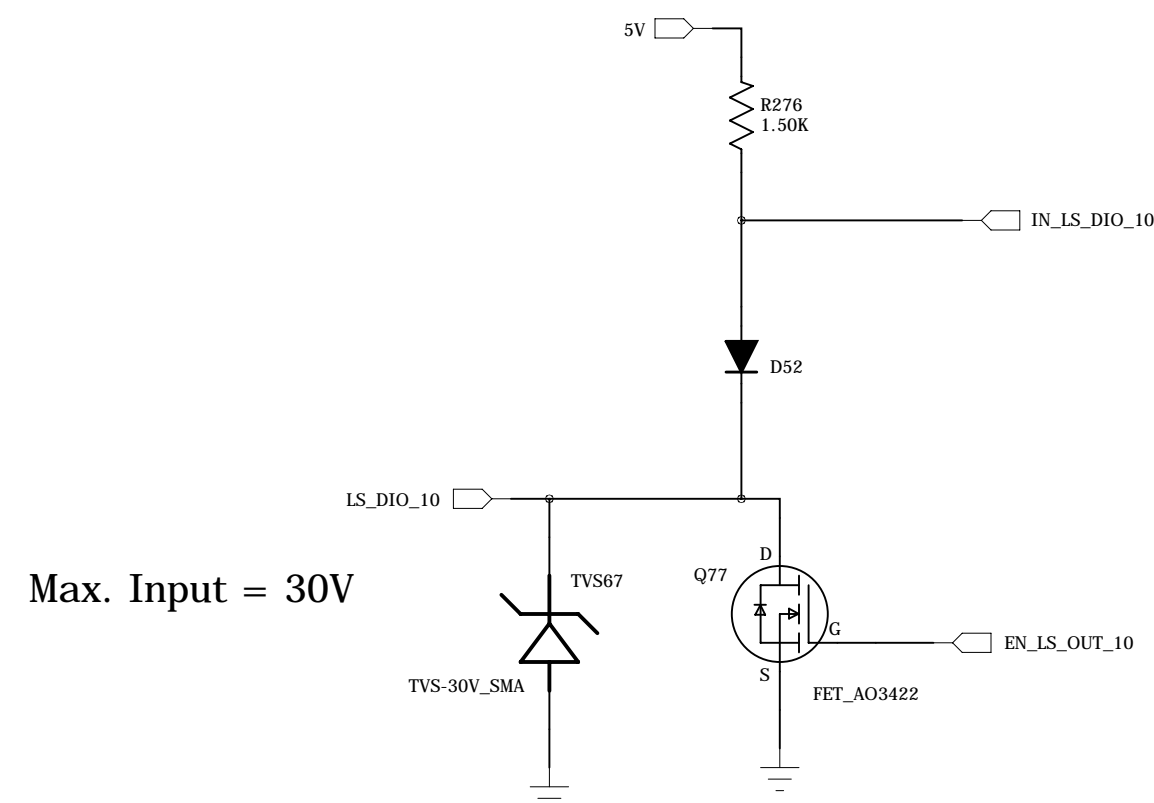 5V
R276
1.50K
IN_LS_DIO_10
D52
LS_DIO_10
D
Q77
TVS67
Max. Input = 30V
G
EN_LS_OUT_10
S
TVS-30V_SMA
FET_AO3422